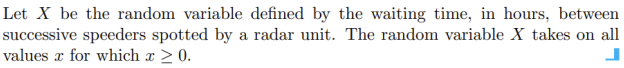 Let X be the random variable defined by the waiting time, in hours, between
successive speeders spotted by a radar unit. The random variable X takes on all
values x for which x ≥ 0.